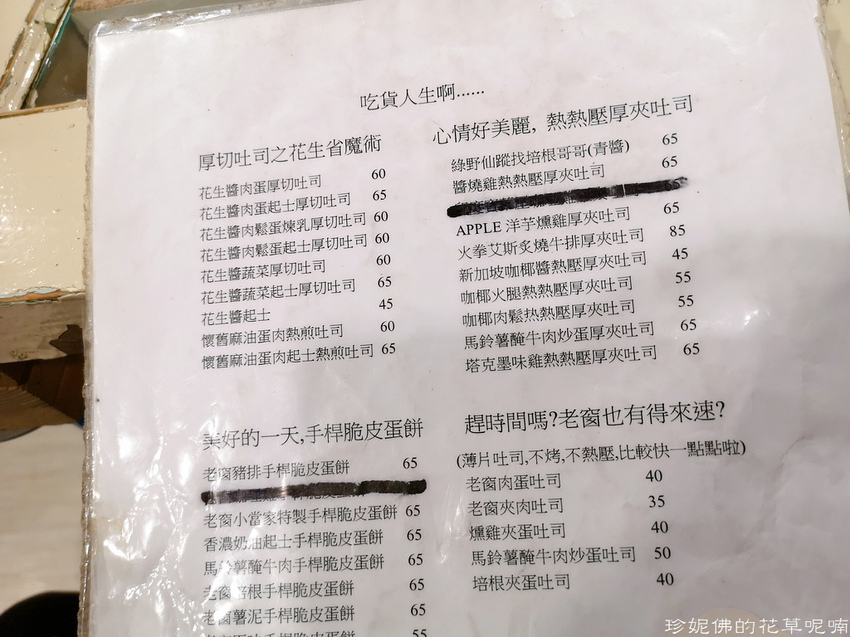 吃貨人生啊......
厚切吐司之花生省魔術
花生醬肉蛋厚切吐司 60
花生醬肉蛋起士厚切吐司 65
花生醬肉鬆蛋煉乳厚切吐司 60
花生醬肉鬆蛋起士厚切吐司 60
花生醬蔬菜厚切吐司 60
花生醬蔬菜起士厚切吐司 65
花生醬起士 45
懷舊麻油蛋肉熱煎吐司 60
懷舊麻油蛋肉起士熱煎吐司 65
心情好美麗, 熱熱壓厚夾吐司
綠野仙蹤找培根哥哥(青醬) 65
醬燒雞熱熱壓厚夾吐司 65
APPLE 洋芋燻雞厚夾吐司 65
火拳艾斯炙燒牛排厚夾吐司 85
新加坡咖椰醬熱壓厚夾吐司 45
咖椰火腿熱熱壓厚夾吐司 55
咖椰肉鬆热熱壓厚夾吐司 55
馬鈴薯醃牛肉炒蛋厚夾吐司 65
塔克墨味雞熱熱壓厚夾吐司 65
美好的一天,手桿脆皮蛋餅
老窗豬排手桿脆皮蛋餅 65
老窗小當家特製手桿脆皮蛋餅 65
香濃奶油起士手桿脆皮蛋餅 65
馬鈴薯醃牛肉手桿脆皮蛋餅 65
老窗培根手桿脆皮蛋餅 65
老窗薯泥手桿脆皮蛋餅 65
55
趕時間嗎?老窗也有得來速?
(薄片吐司,不烤,不熱壓,比較快一點點啦)
老窗肉蛋吐司 40
老窗夾肉吐司 35
燻雞夾蛋吐司 40
馬鈴薯醃牛肉炒蛋吐司 50
培根夾蛋吐司 40
珍妮佛的花草呢喃